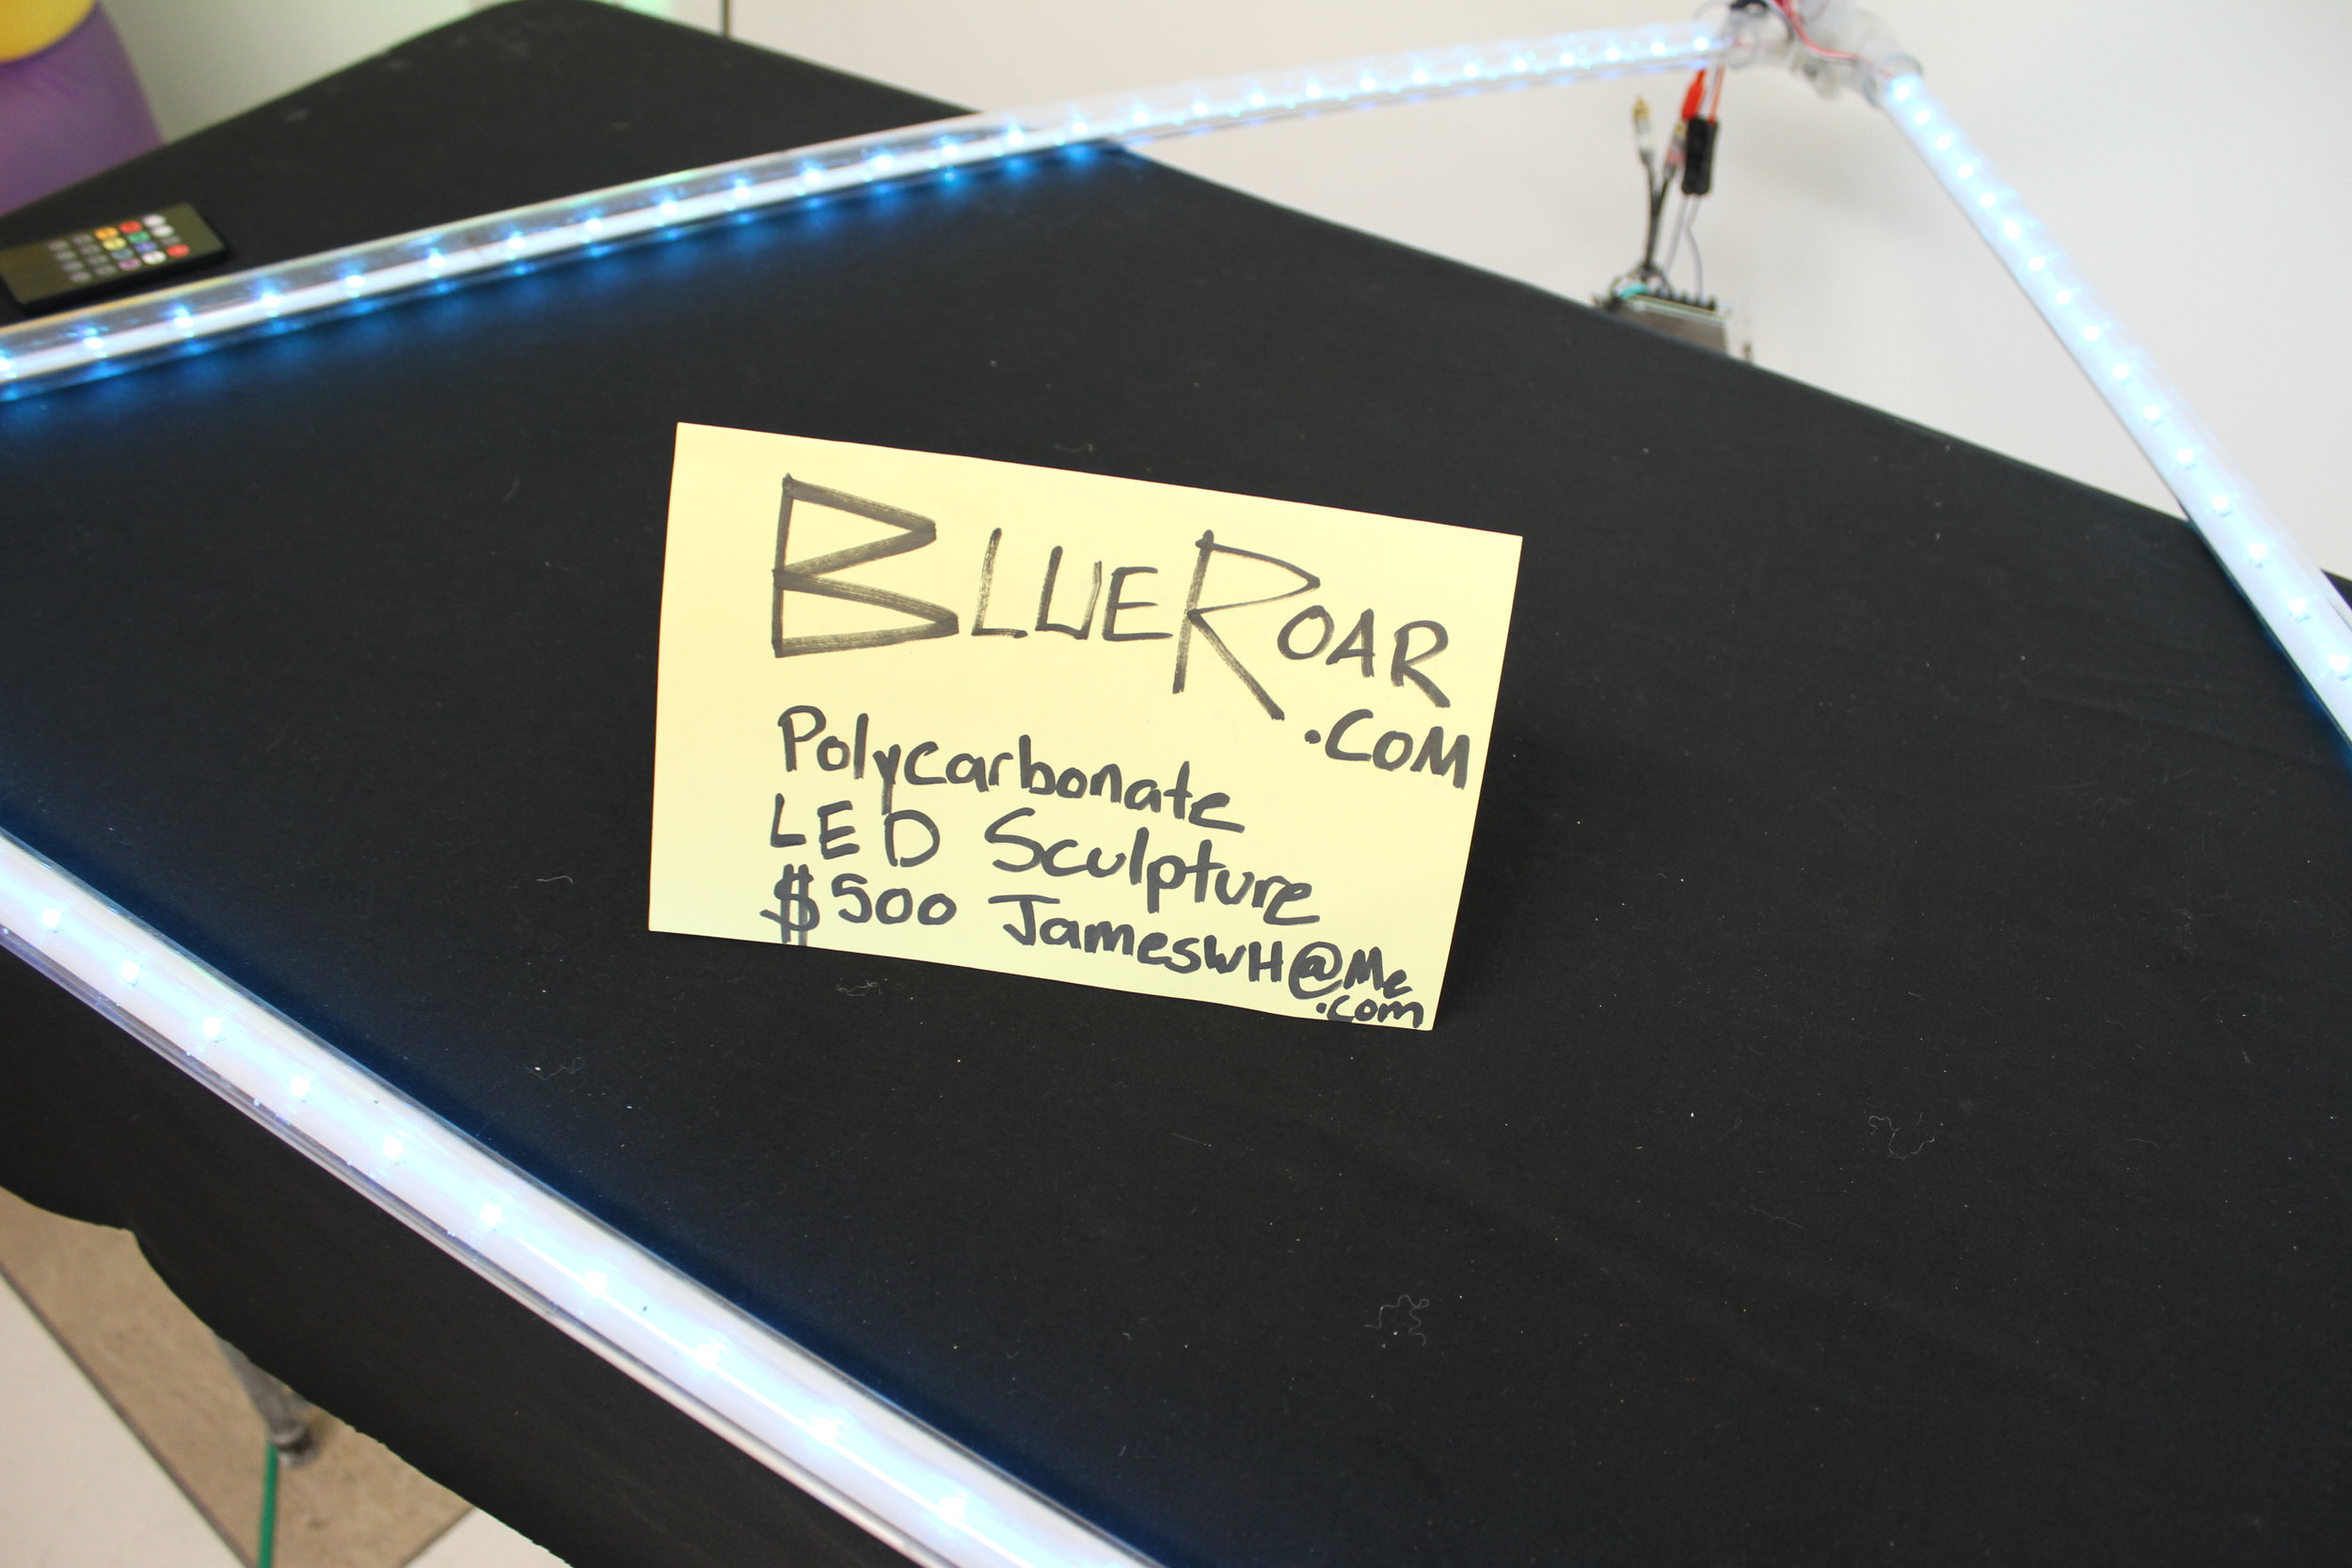 BLUEROAR
.COM
Polycarbonate
LED Sculpture
$500 JameswH@Me
.com